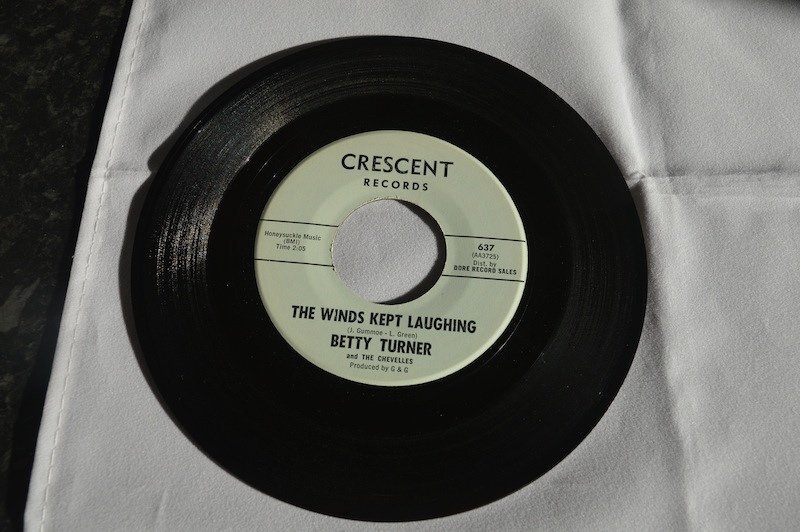 CRESCENT
RECORDS
Honeysuckle Music
(BMI)
Time 2:05
637
(AA3725)
Dist. by
DORE RECORD SALES
THE WINDS KEPT LAUGHING
(J. Gummoe - L. Green)
BETTY TURNER
and THE CHEVELLES
Produced by G & G